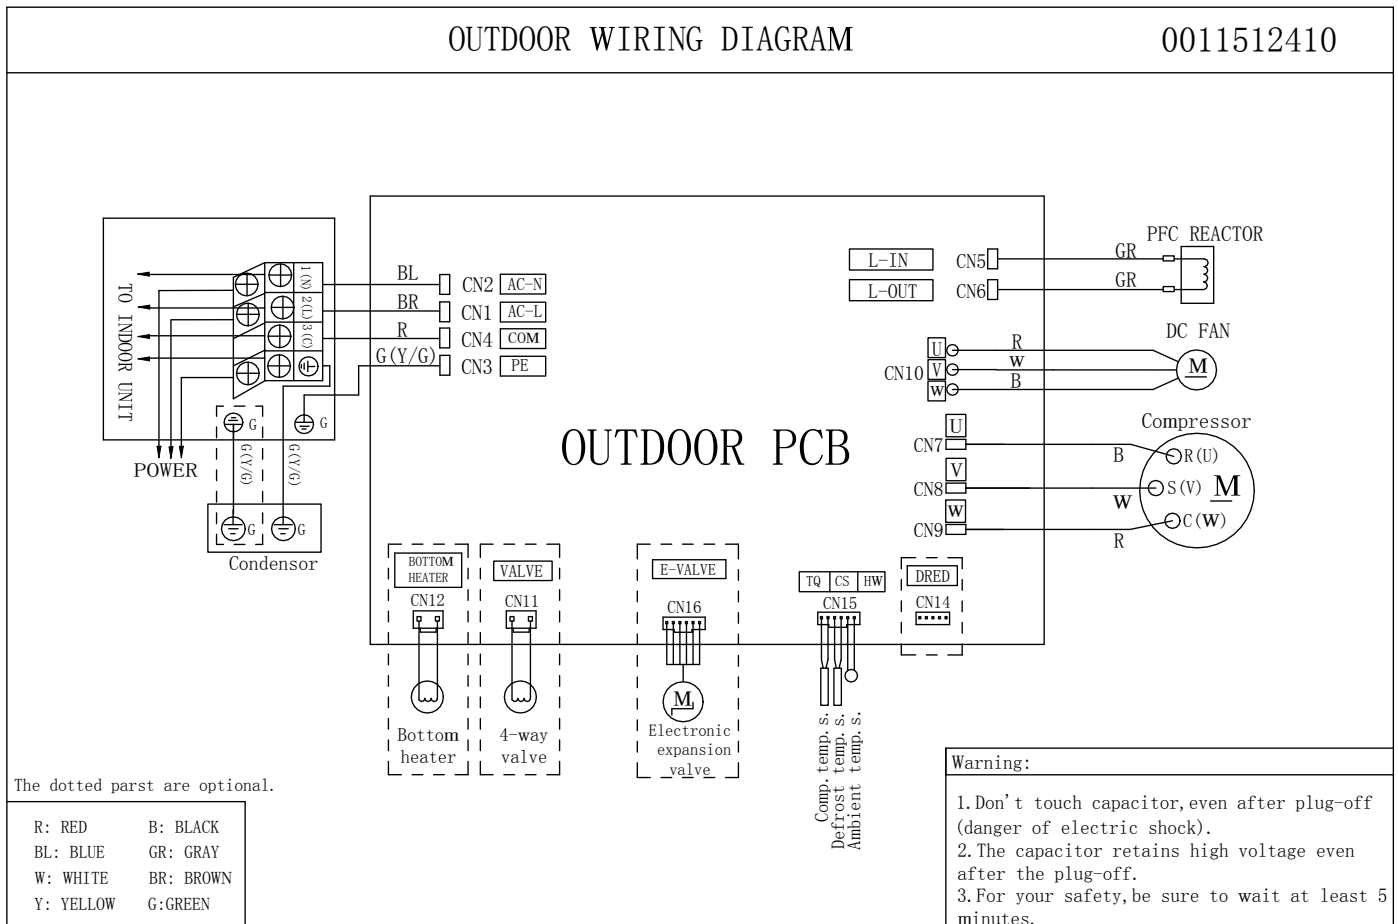 OUTDOOR WIRING DIAGRAM
0011512410
TO INDOOR UNIT
1(N)
2(L)
3(C)
BL
CN2 AC-N
BR
CN1 AC-L
R
CN4 COM
G(Y/G)
CN3 PE
G
G
G(Y/G)
G(Y/G)
POWER
G
G
Condensor
OUTDOOR PCB
L-IN CN5 GR
L-OUT CN6 GR
PFC REACTOR
DC FAN
CN10
U R
V W
W B
M
Compressor
U
CN7 B R(U)
V
CN8 W S(V)
M
W
CN9 R C(W)
BOTTOM
HEATER
CN12
Bottom
heater
VALVE
CN11
4-way
valve
E-VALVE
CN16
M
Electronic
expansion
valve
TQ CS HW
CN15
Comp.temp.s.
Defrost temp.s.
Ambient temp.s.
DRED
CN14
The dotted parst are optional.
R: RED B: BLACK
BL: BLUE GR: GRAY
W: WHITE BR: BROWN
Y: YELLOW G:GREEN
Warning:
1.Don't touch capacitor,even after plug-off
(danger of electric shock).
2.The capacitor retains high voltage even
after the plug-off.
3.For your safety,be sure to wait at least 5
minutes.